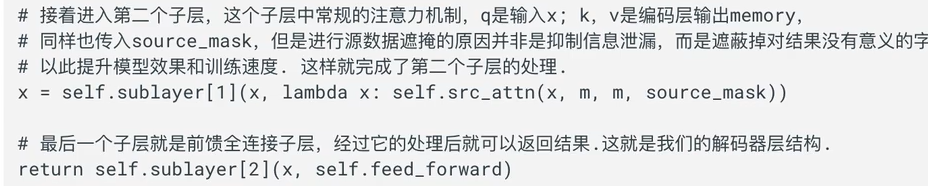 # 接着进入第二个子层, 这个子层中常规的注意力机制, q是输入x; k, v是编码层输出memory,
# 同样也传入source_mask, 但是进行源数据遮掩的原因并非是抑制信息泄漏, 而是遮蔽掉对结果没有意义的字
# 以此提升模型效果和训练速度. 这样就完成了第二个子层的处理.
x = self.sublayer[1](x, lambda x: self.src_attn(x, m, m, source_mask))
# 最后一个子层就是前馈全连接子层, 经过它的处理后就可以返回结果.这就是我们的解码器层结构.
return self.sublayer[2](x, self.feed_forward)